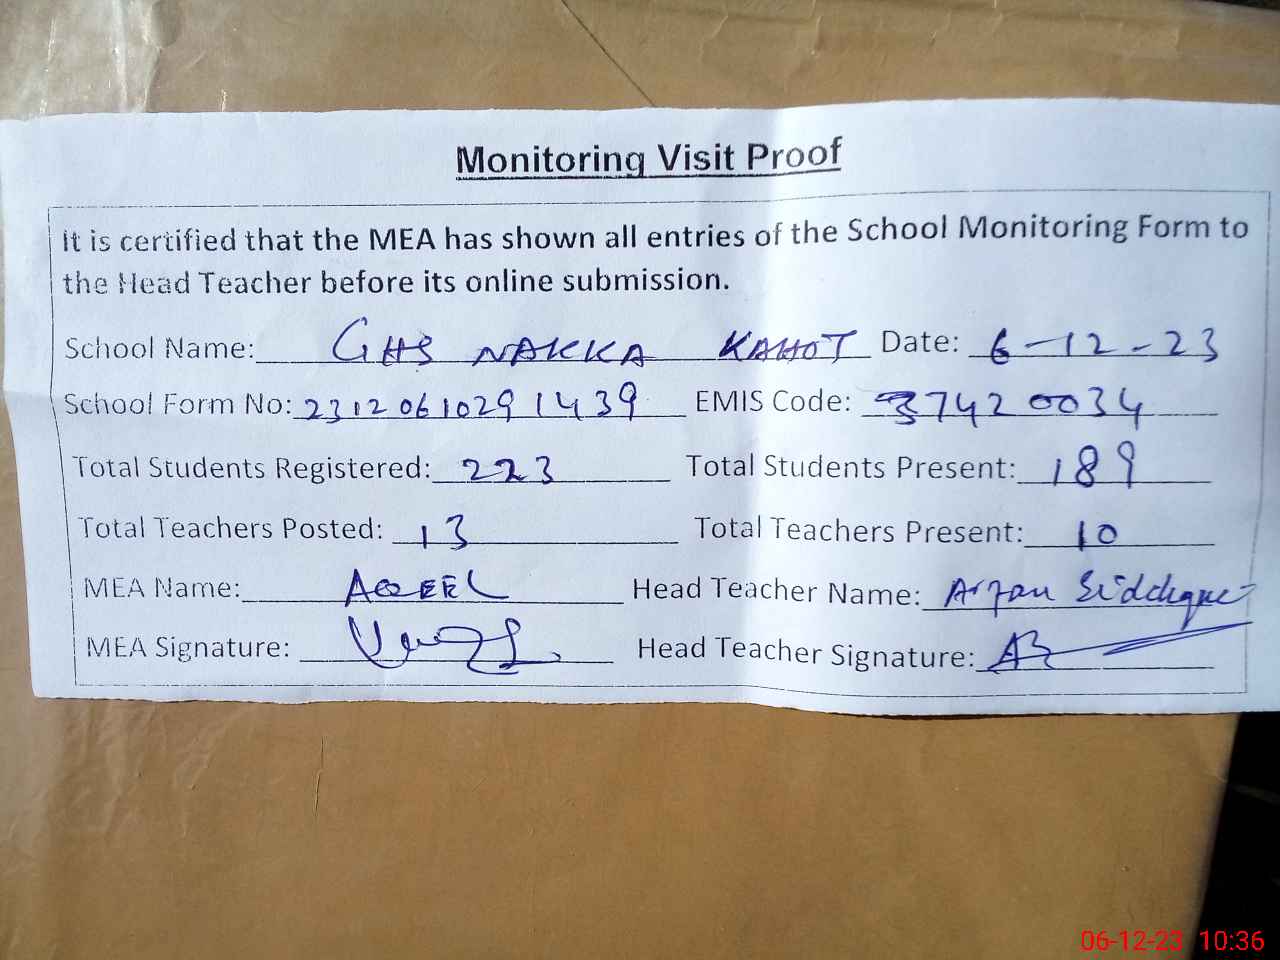 Monitoring Visit Proof
It is certified that the MEA has shown all entries of the School Monitoring Form to
the Head Teacher before its online submission.
School Name: GHS NAKKA KAHOT Date: 6-12-23
School Form No: 23120610291439 EMIS Code: 37420034
Total Students Registered: 223 Total Students Present: 189
Total Teachers Posted: 13 Total Teachers Present: 10
MEA Name: AQEEL Head Teacher Name: Siddique
MEA Signature: Head Teacher Signature:
06-12-23 10:36